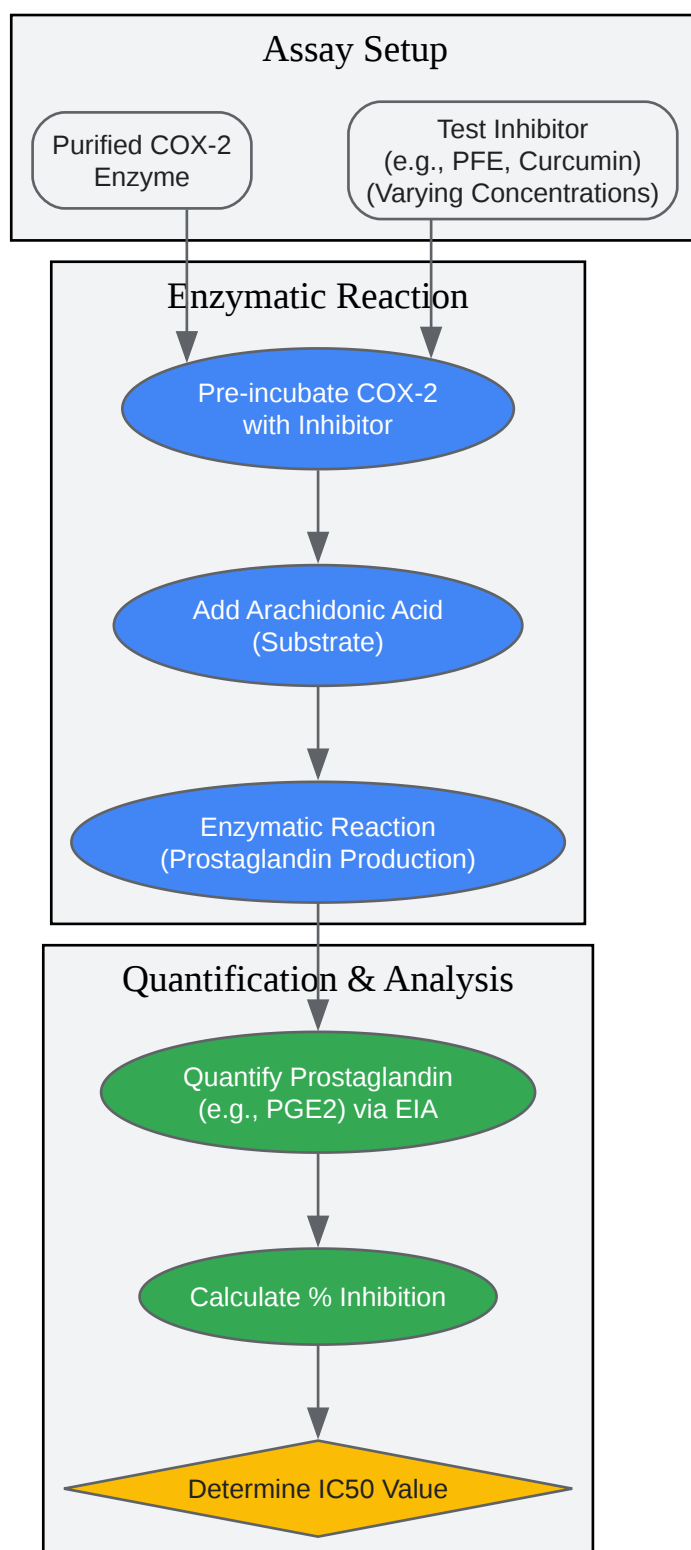 Assay Setup
Purified COX-2
Enzyme
Test Inhibitor
(e.g., PFE, Curcumin)
(Varying Concentrations)
Enzymatic Reaction
Pre-incubate COX-2
with Inhibitor
Add Arachidonic Acid
(Substrate)
Enzymatic Reaction
(Prostaglandin Production)
Quantification & Analysis
Quantify Prostaglandin
(e.g., PGE2) via EIA
Calculate % Inhibition
Determine IC50 Value